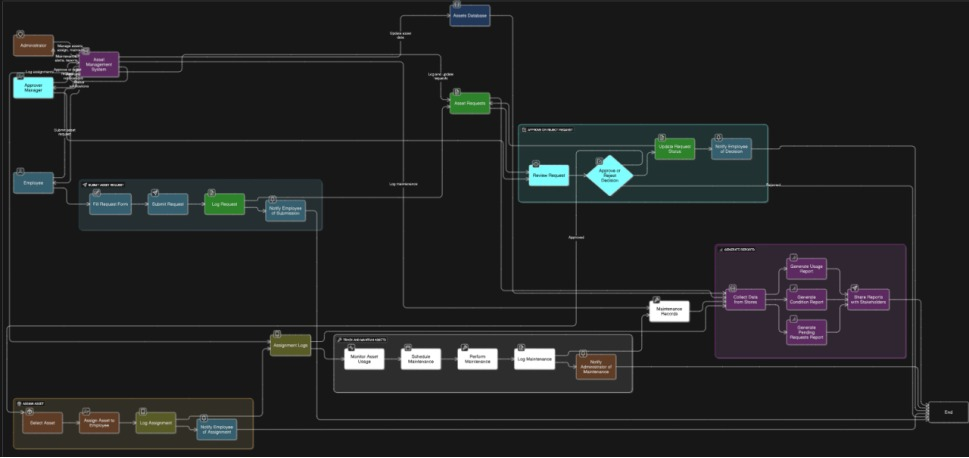 Assets Database
Administrator
Asset
Management
System
Update asset
data
Approval
Manager
Log and update
requests
Asset Requests
Submit asset
request
Employee
SUBMIT ASSET REQUEST
Fill Request Form
Submit Request
Log Request
Notify Employee
of Submission
Log maintenance
APPROVE OR REJECT REQUEST
Review Request
Approve or
Reject
Decision
Update Request
Status
Notify Employee
of Decision
Rejected
Approved
GENERATE REPORTS
Collect Data
from Stores
Generate Usage
Report
Generate
Condition Report
Generate
Pending
Requests Report
Share Reports
with Stakeholders
Maintenance
Records
Assignment Logs
Monitor Asset
Usage
Schedule
Maintenance
Perform
Maintenance
Log Maintenance
Notify
Administrator of
Maintenance
ASSIGN ASSET
Select Asset
Assign Asset to
Employee
Log Assignment
Notify Employee
of Assignment
End